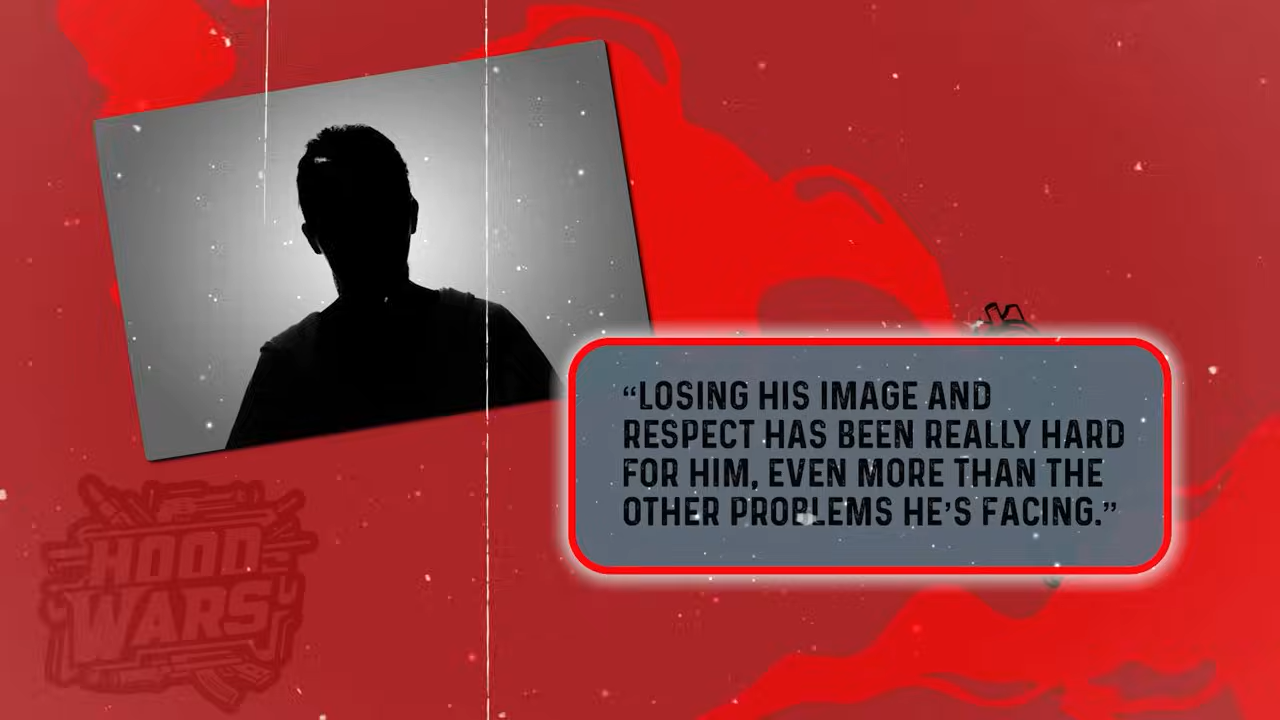 “LOSING HIS IMAGE AND
RESPECT HAS BEEN REALLY HARD
FOR HIM, EVEN MORE THAN THE
OTHER PROBLEMS HE’S FACING.”
HOOD
WARS